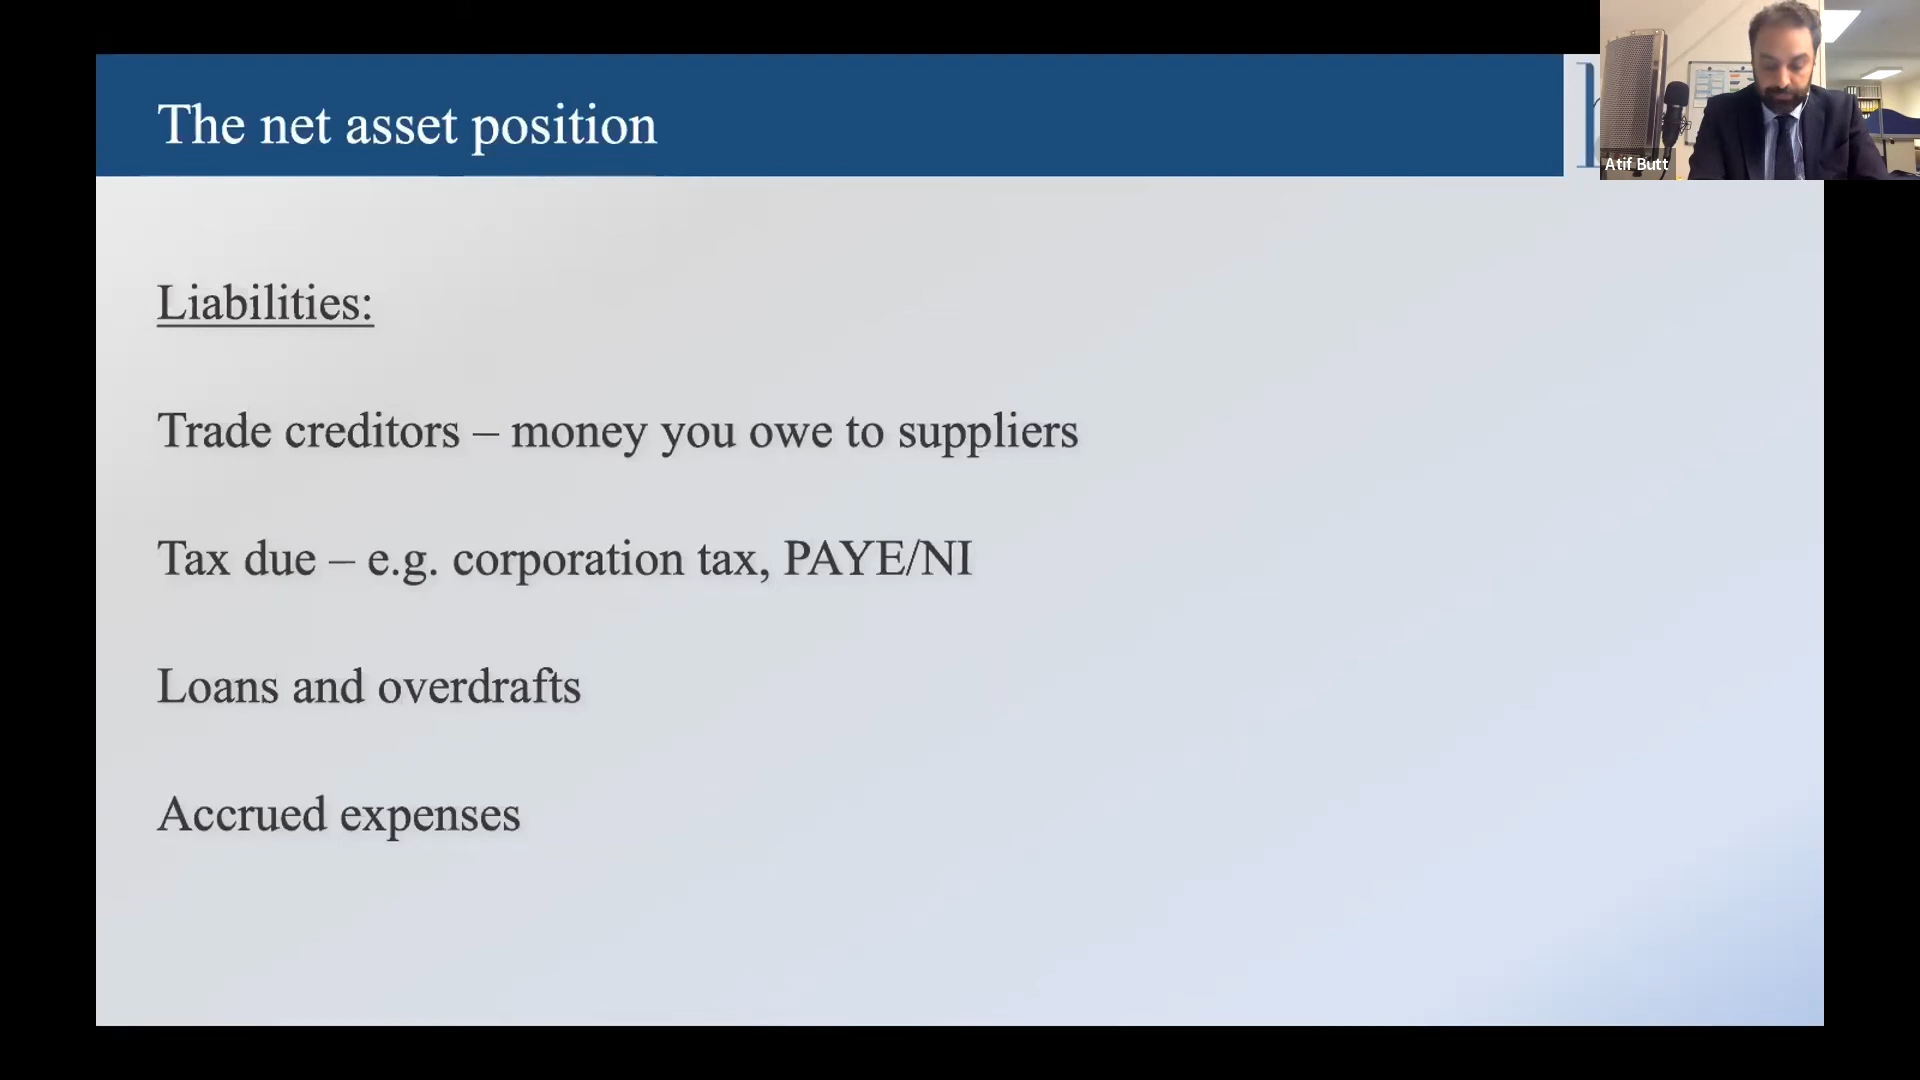 The net asset position
Atif Butt
Liabilities:
Trade creditors – money you owe to suppliers
Tax due – e.g. corporation tax, PAYE/NI
Loans and overdrafts
Accrued expenses